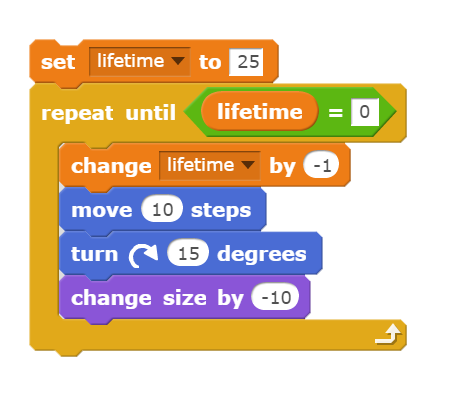 set lifetime to 25
repeat until lifetime = 0
change lifetime by -1
move 10 steps
turn 15 degrees
change size by -10